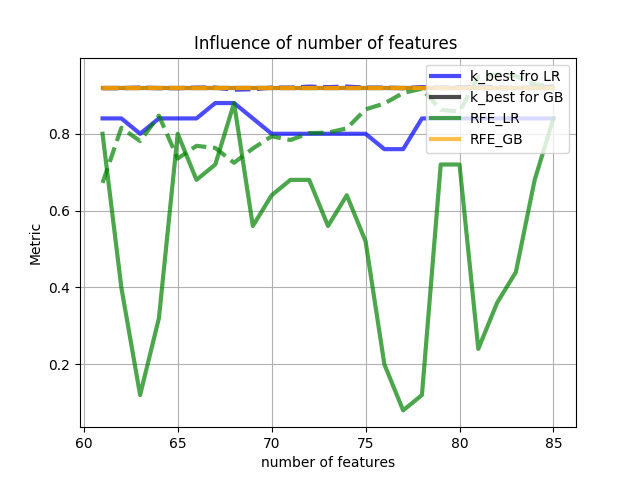 Influence of number of features
k_best fro LR
k_best for GB
RFE_LR
RFE_GB
Metric
0.8
0.6
0.4
0.2
60
65
70
75
80
85
number of features